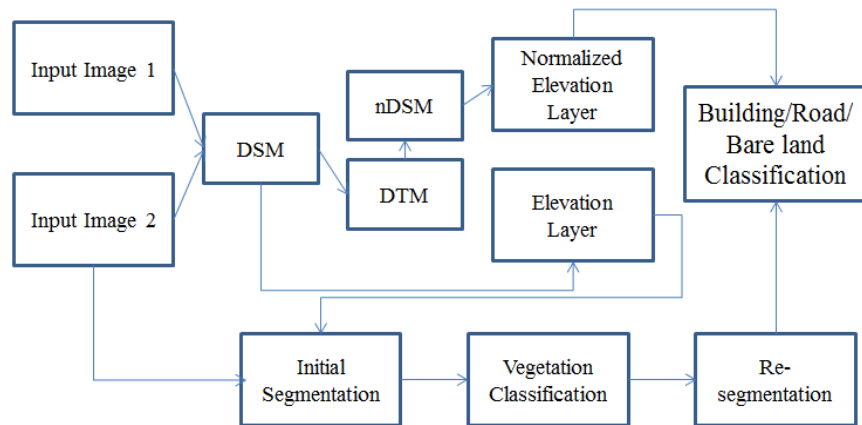 Input Image 1
Input Image 2
DSM
DTM
nDSM
Normalized
Elevation
Layer
Elevation
Layer
Building/Road/
Bare land
Classification
Initial
Segmentation
Vegetation
Classification
Re-
segmentation